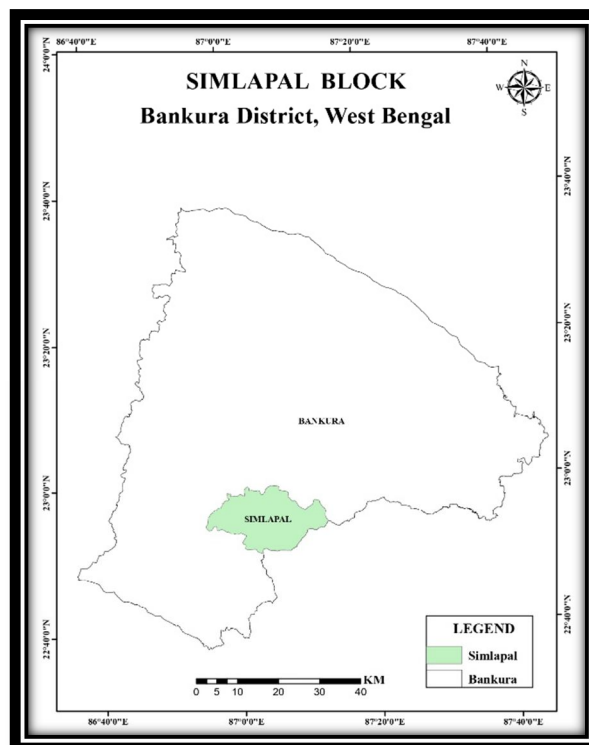 86°40'0"E 87°0'0"E 87°20'0"E 87°40'0"E
SIMLAPAL BLOCK
Bankura District, West Bengal
N
W E
S
24°0'0"N
23°40'0"N
23°20'0"N
23°0'0"N
22°40'0"N
23°40'0"N
23°20'0"N
23°0'0"N
22°40'0"N
BANKURA
SIMLAPAL
LEGEND
Simlapal
Bankura
KM
0 5 10 20 30 40
86°40'0"E 87°0'0"E 87°20'0"E 87°40'0"E